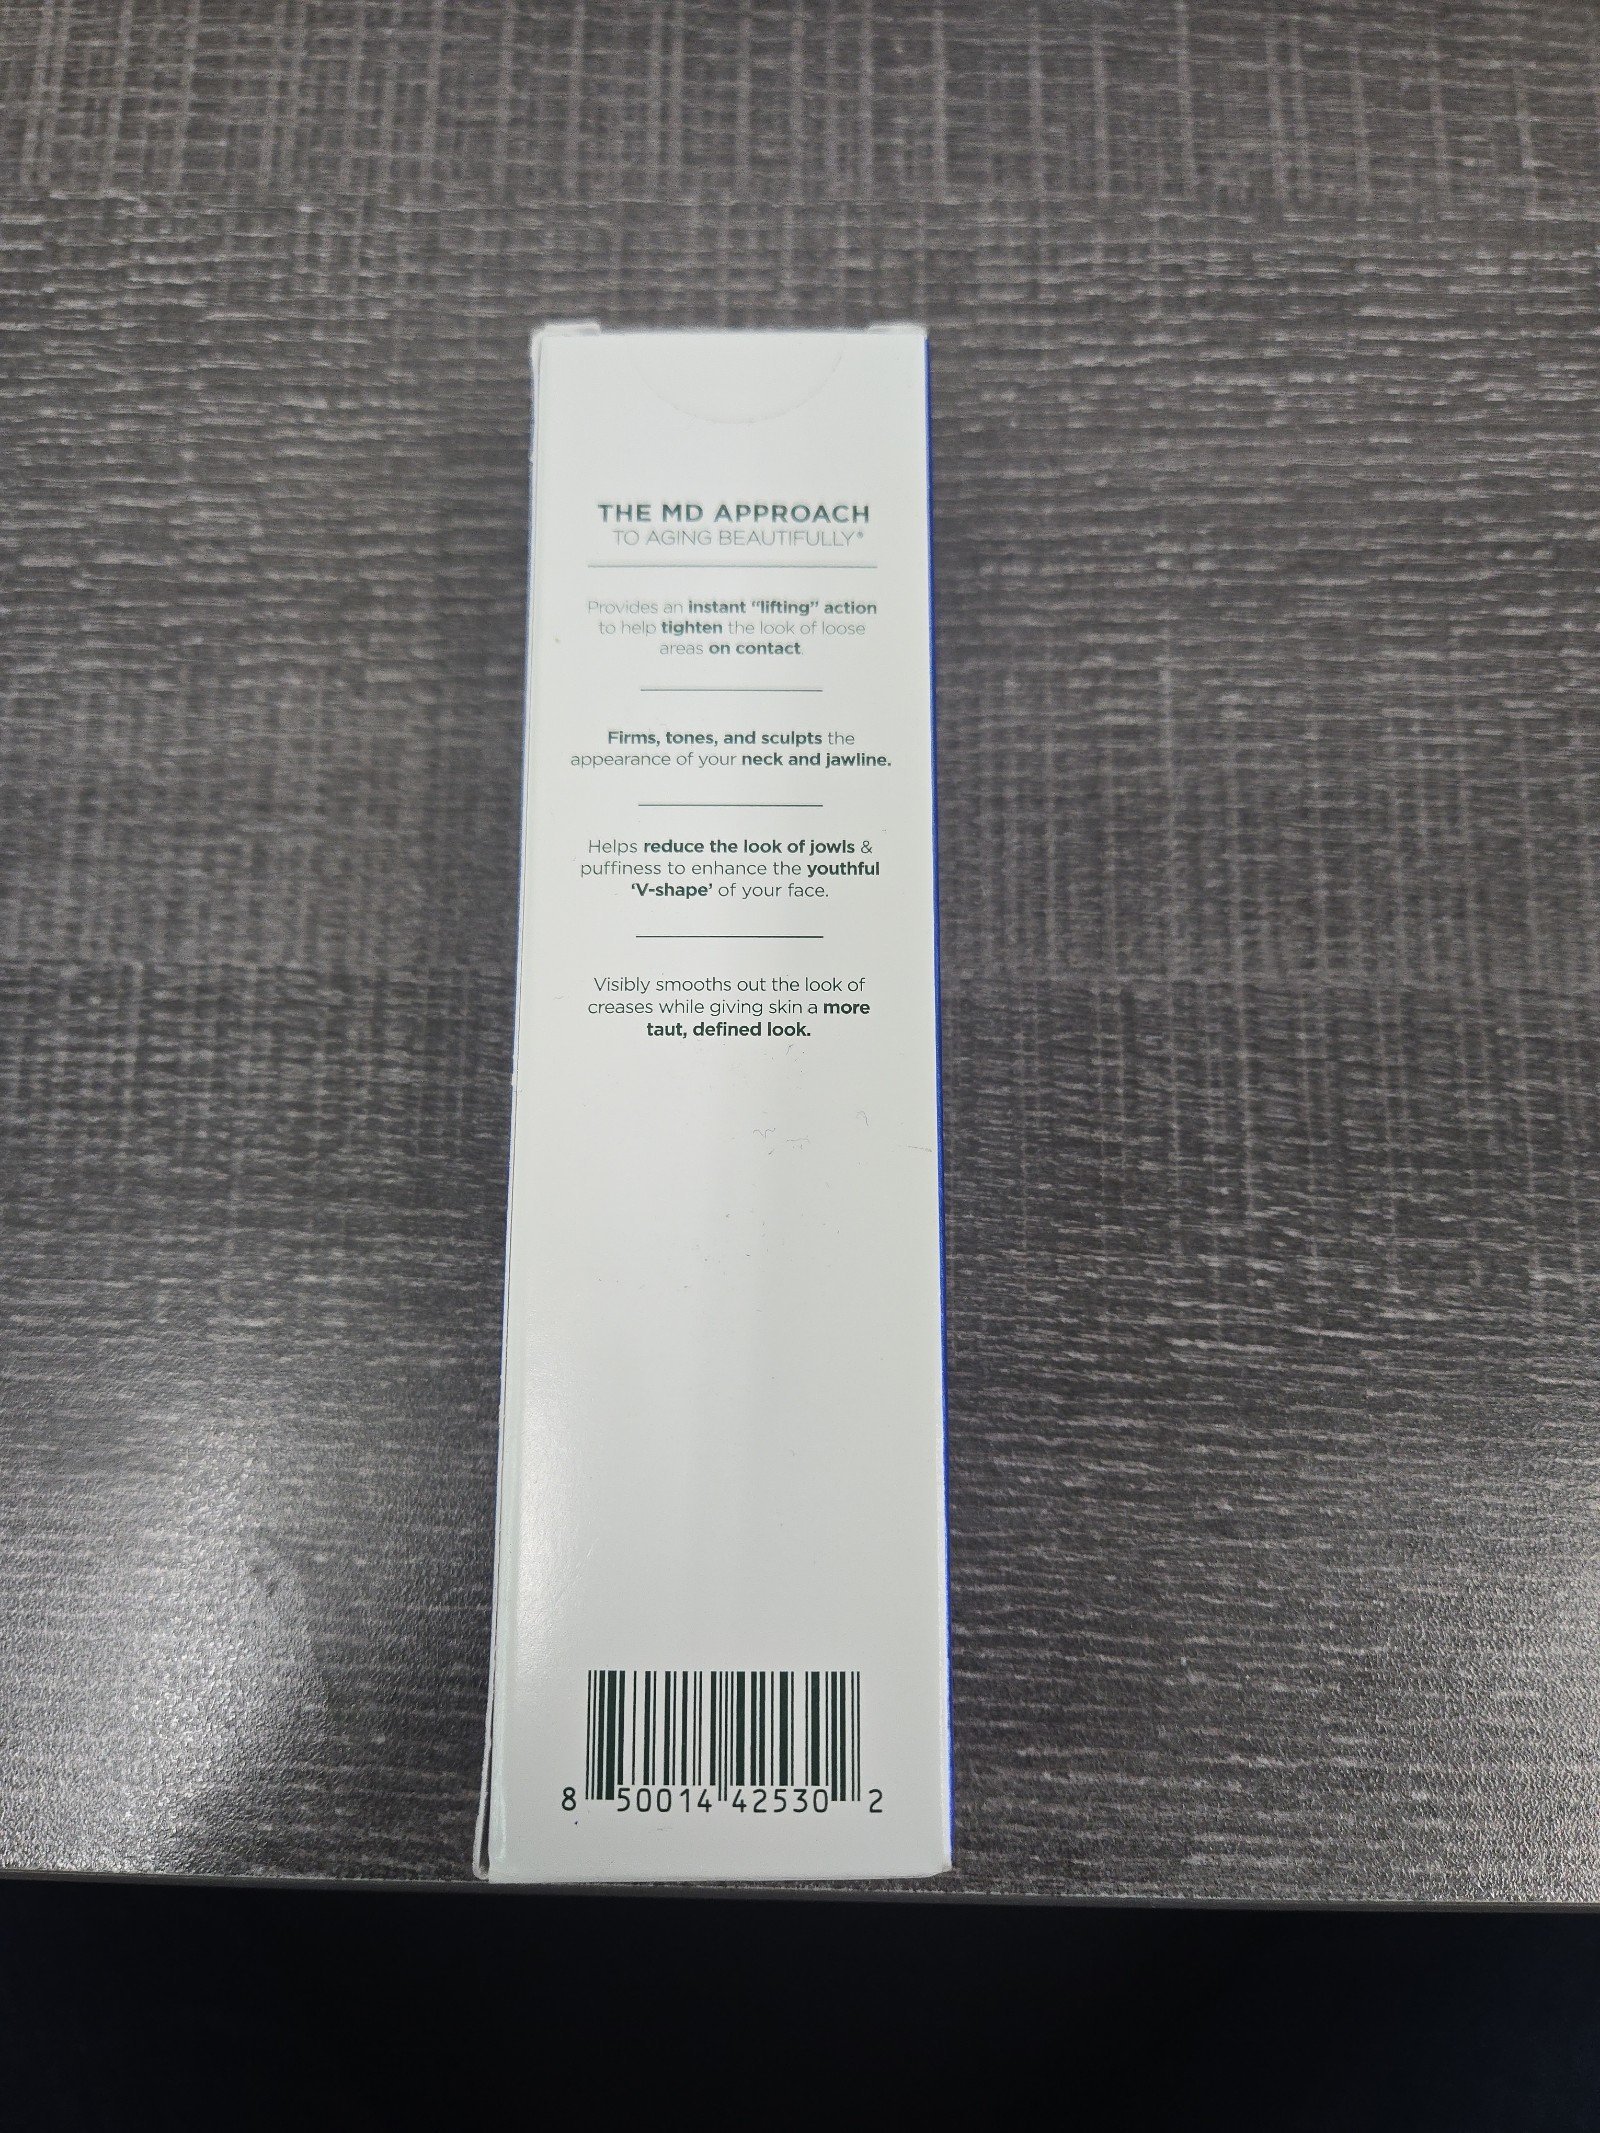 THE MD APPROACH
TO AGING BEAUTIFULLY®
Provides an instant "lifting" action
to help tighten the look of loose
areas on contact.
Firms, tones, and sculpts the
appearance of your neck and jawline.
Helps reduce the look of jowls &
puffiness to enhance the youthful
‘V-shape’ of your face.
Visibly smooths out the look of
creases while giving skin a more
taut, defined look.
8 50014 42530 2